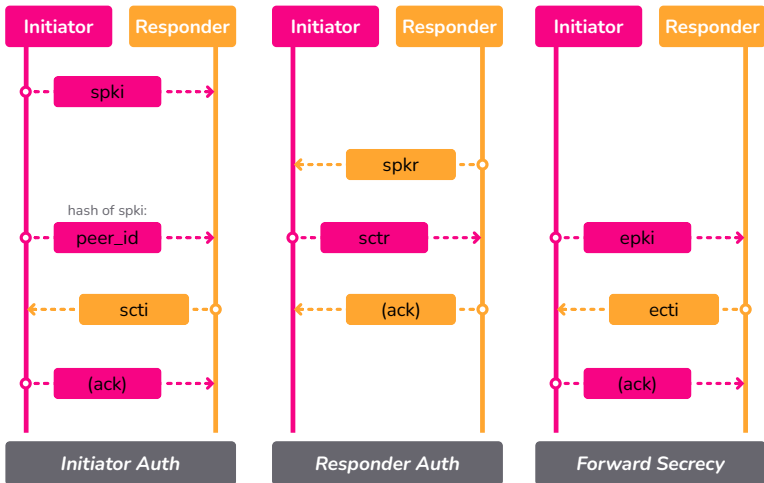 Initiator
Responder
spki
hash of spki:
peer_id
scti
(ack)
Initiator Auth
Initiator
Responder
spkr
sctr
(ack)
Responder Auth
Initiator
Responder
epki
ecti
(ack)
Forward Secrecy